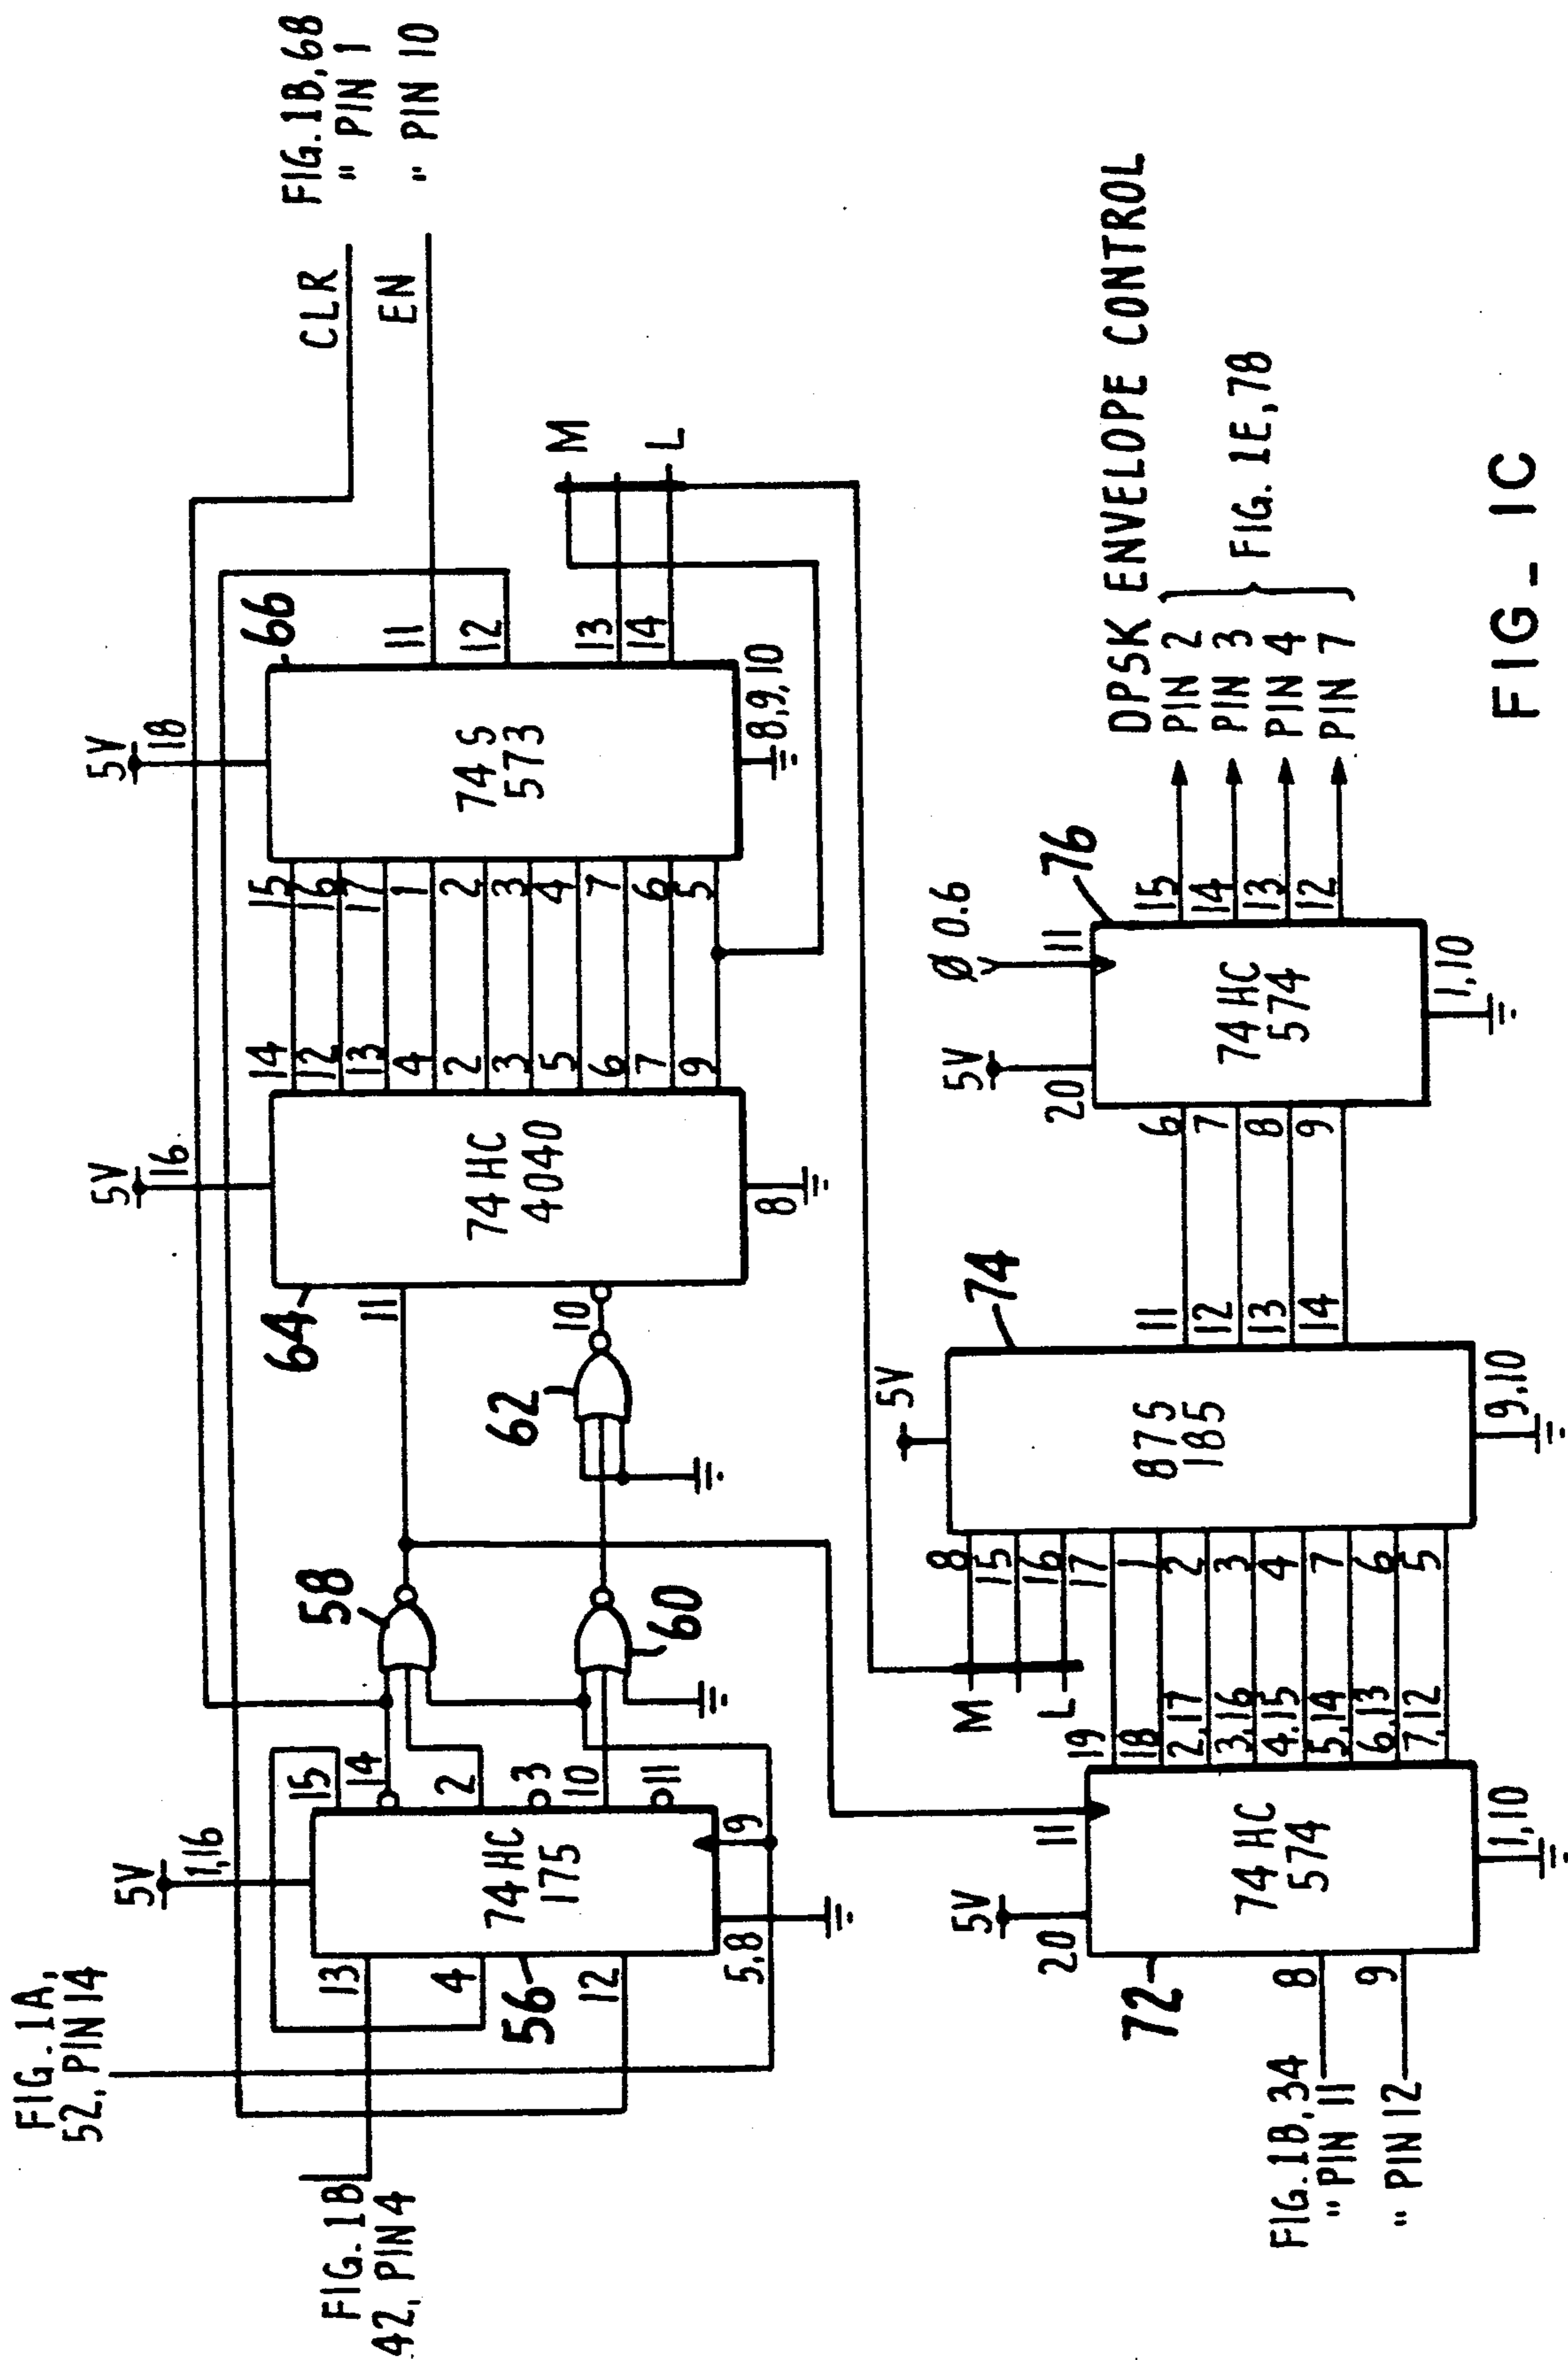 FIG. 1A,
52, PIN 14
FIG. 1B
42, PIN 4
5V
1,16
13
4
12
56
74 HC
175
15
14
2
3
10
11
9
5,8
58
60
62
5V
16
64
11
10
74 HC
4040
8
14
12
13
4
2
3
5
6
7
9
15
16
17
1
2
3
4
7
6
5
5V
18
66
74 S
573
8,9,10
11
12
13
14
M
L
CLR
EN
FIG. 1B, 68
" PIN 1
" PIN 10
FIG. 1B, 34
" PIN 11
" PIN 12
8
9
72
5V
20
11
74 HC
574
1,10
19
18
2,17
3,16
4,15
5,14
6,13
7,12
M
L
8
15
16
17
1
2
3
4
7
6
5
5V
74
87S
185
9,10
11
12
13
14
6
7
8
9
5V
20
Ø 0.6
11
76
74 HC
574
1,10
15
14
13
12
DPSK ENVELOPE CONTROL
PIN 2
PIN 3
PIN 4
PIN 7
FIG. 1E, 78
FIG_ 1C